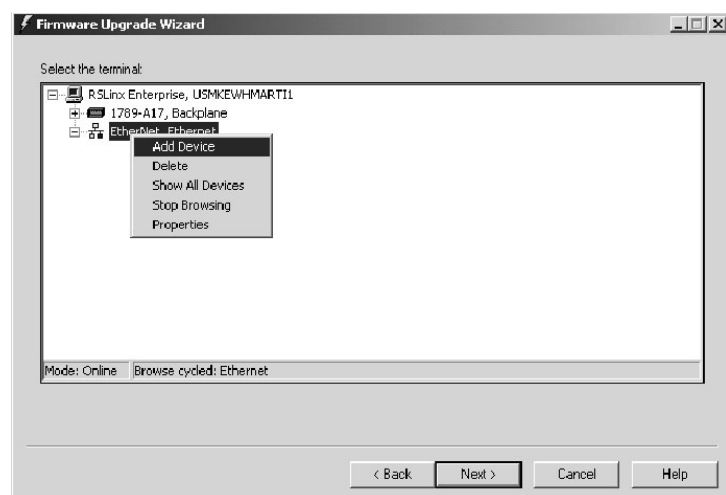 Firmware Upgrade Wizard
Select the terminal:
RSLinx Enterprise, USMKEWHMARTI1
1789-A17, Backplane
EtherNet, Ethernet
Add Device
Delete
Show All Devices
Stop Browsing
Properties
Mode: Online Browse cycled: Ethernet
< Back Next > Cancel Help